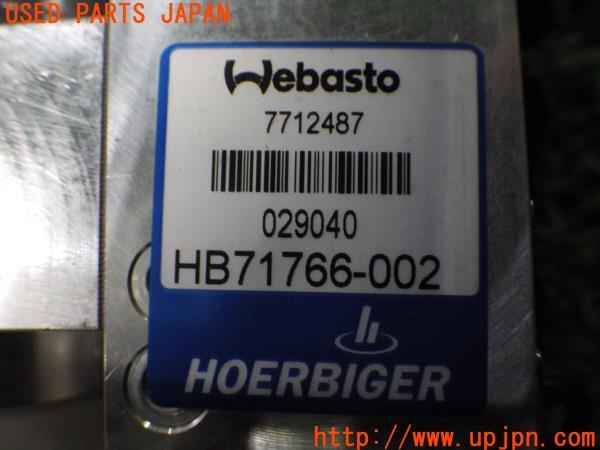 USED PARTS JAPAN
Webasto
7712487
029040
HB71766-002
HOERBIGER
http://www.upjpn.com